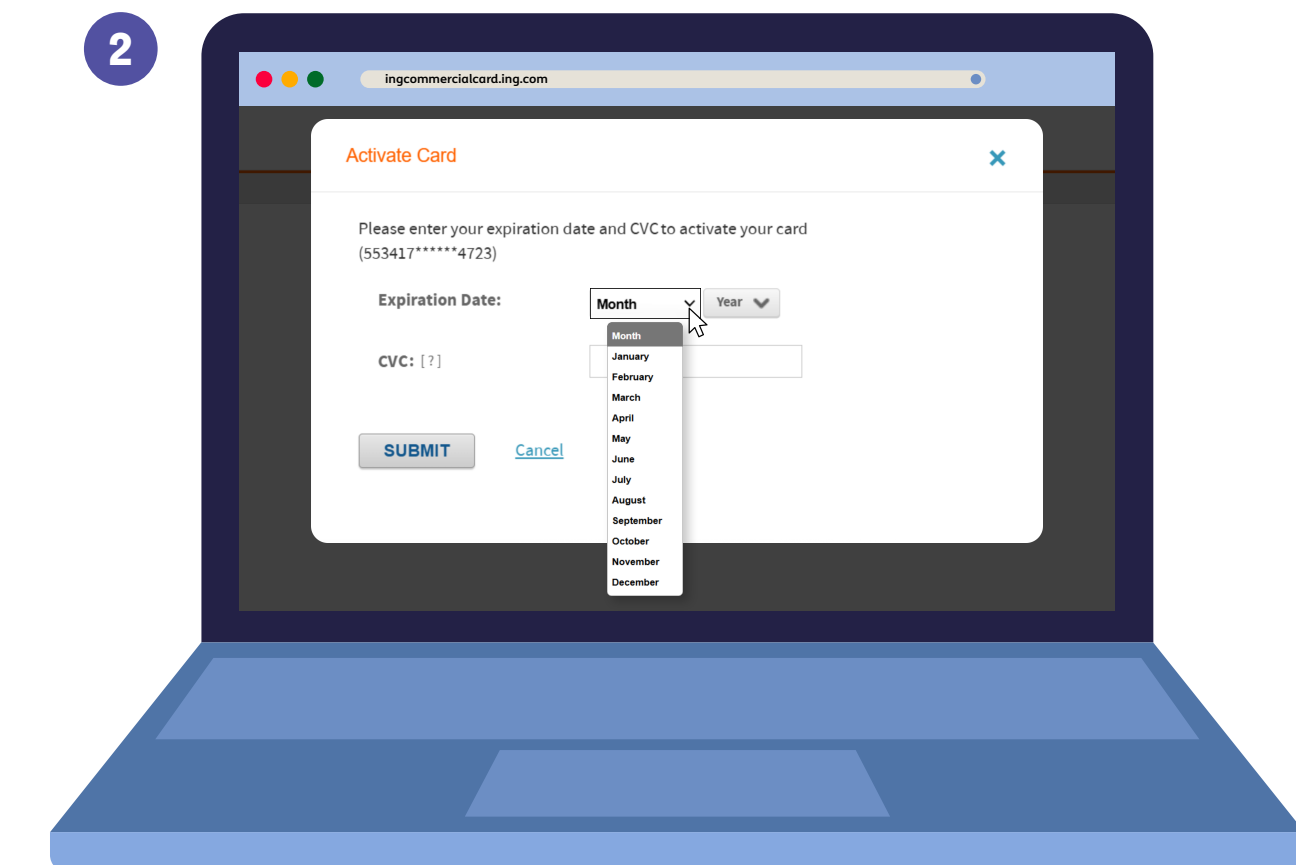 2
ingcommercialcard.ing.com
Activate Card
Please enter your expiration date and CVC to activate your card
(553417******4723)
Expiration Date:
Month
Year
CVC: [?]
Month
January
February
March
April
May
June
July
August
September
October
November
December
SUBMIT
Cancel